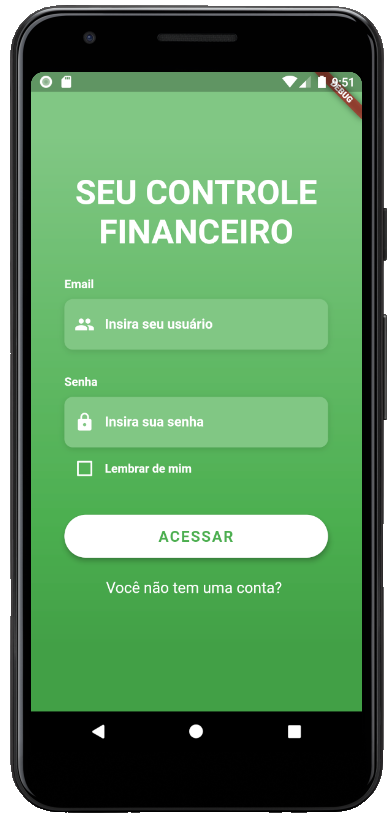 9:51
DEBUG
SEU CONTROLE
FINANCEIRO
Email
Insira seu usuário
Senha
Insira sua senha
Lembrar de mim
ACESSAR
Você não tem uma conta?